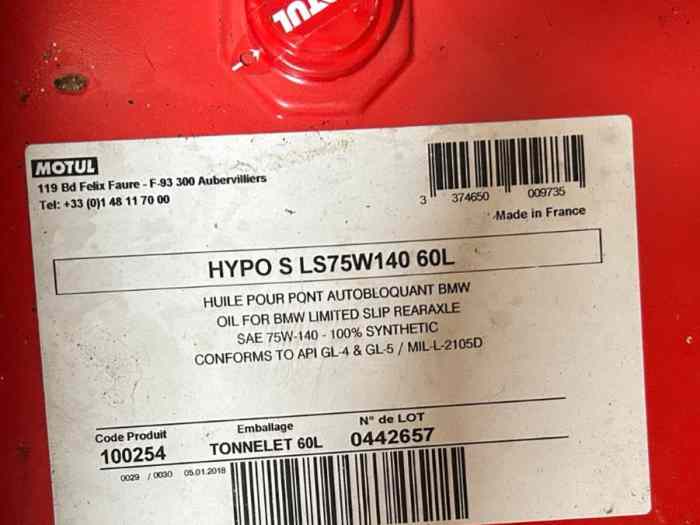 MOTUL
MOTUL
119 Bd Felix Faure - F-93 300 Aubervilliers
Tel: +33 (0)1 48 11 70 00
3 374650 009735
Made in France
HYPO S LS75W140 60L
HUILE POUR PONT AUTOBLOQUANT BMW
OIL FOR BMW LIMITED SLIP REARAXLE
SAE 75W-140 - 100% SYNTHETIC
CONFORMS TO API GL-4 & GL-5 / MIL-L-2105D
Code Produit Emballage N° de LOT
100254 TONNELET 60L 0442657
0029 / 0030 05.01.2018